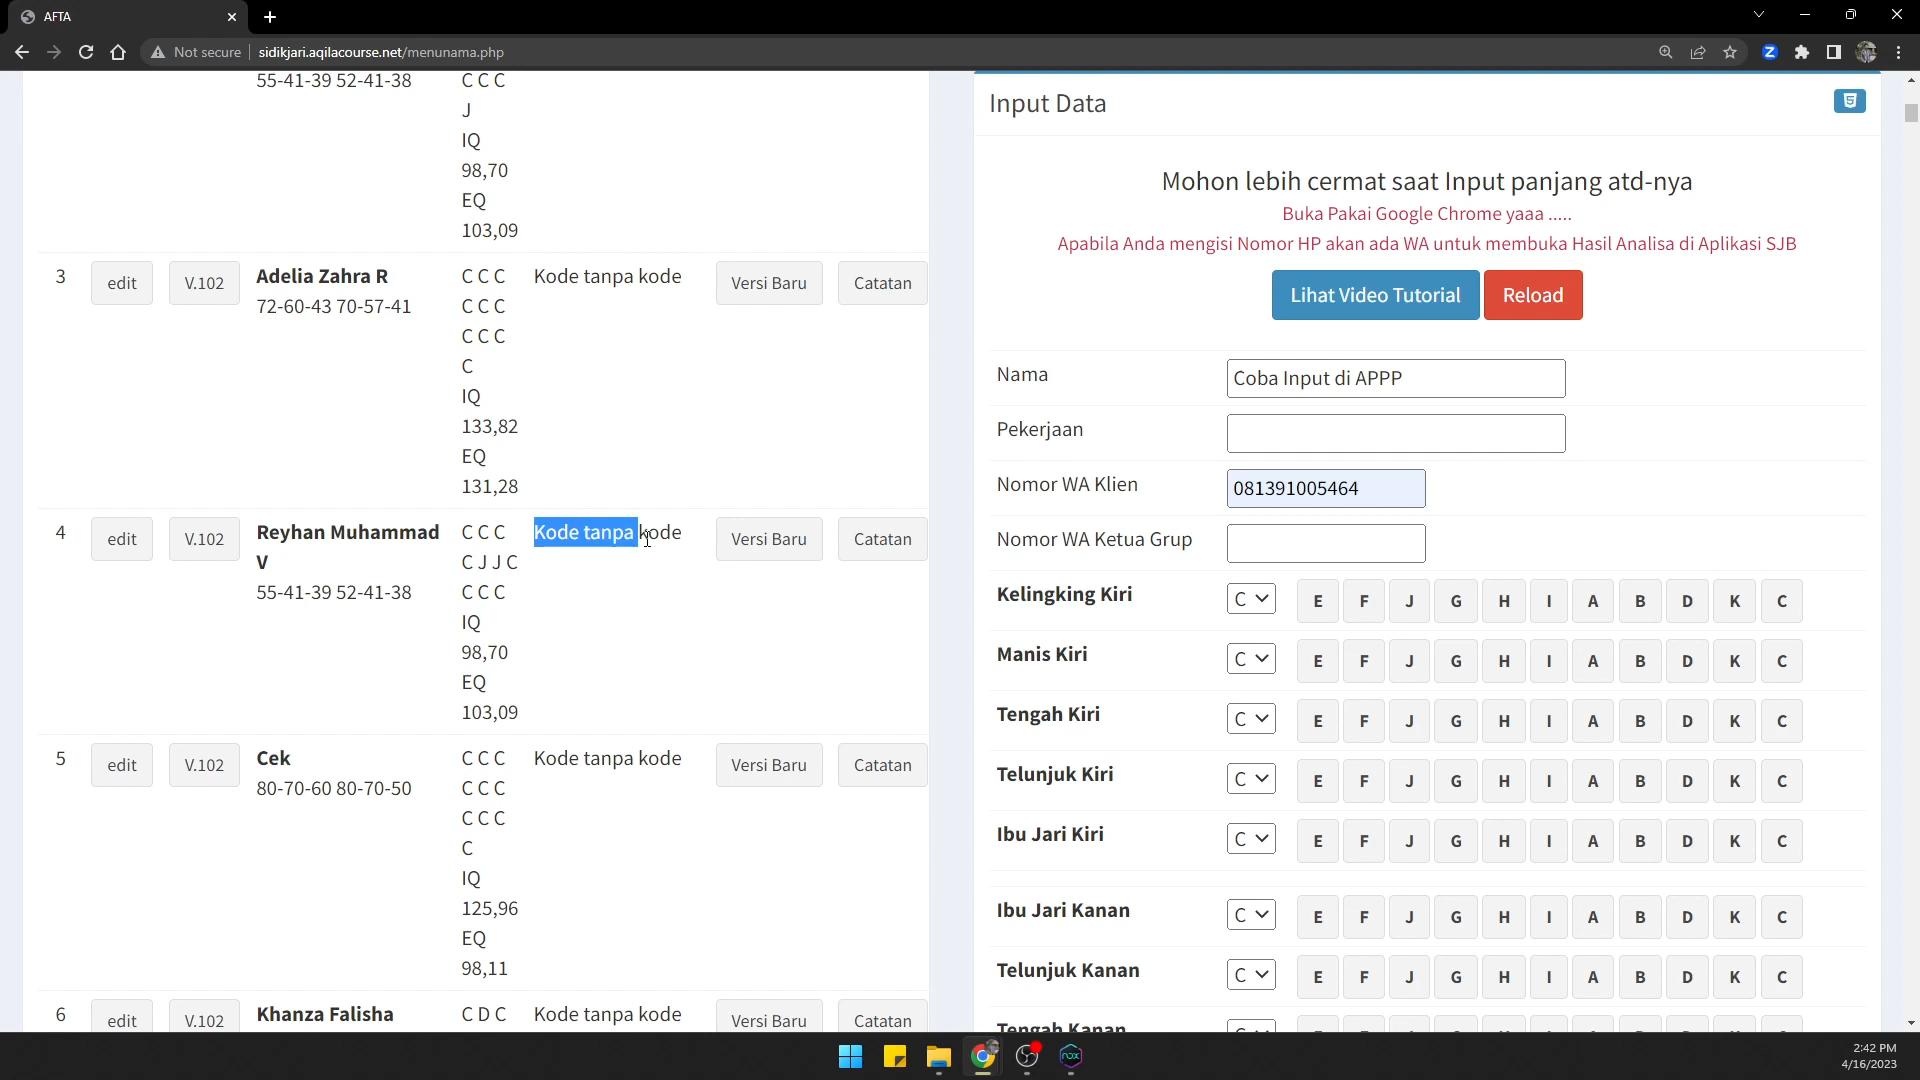 AFTA
Not secure sidikjari.aqilacourse.net/menunama.php
55-41-39 52-41-38
C C C
J
IQ
98,70
EQ
103,09
3 edit V.102 Adelia Zahra R C C C Kode tanpa kode Versi Baru Catatan
72-60-43 70-57-41 C C C
C C C
C
IQ
133,82
EQ
131,28
4 edit V.102 Reyhan Muhammad C C C Kode tanpa kode Versi Baru Catatan
V C J J C
55-41-39 52-41-38 C C C
IQ
98,70
EQ
103,09
5 edit V.102 Cek C C C Kode tanpa kode Versi Baru Catatan
80-70-60 80-70-50 C C C
C C C
C
IQ
125,96
EQ
98,11
6 edit V.102 Khanza Falisha C D C Kode tanpa kode Versi Baru Catatan
Input Data
Mohon lebih cermat saat Input panjang atd-nya
Buka Pakai Google Chrome yaaa .....
Apabila Anda mengisi Nomor HP akan ada WA untuk membuka Hasil Analisa di Aplikasi SJB
Lihat Video Tutorial Reload
Nama Coba Input di APPP
Pekerjaan
Nomor WA Klien 081391005464
Nomor WA Ketua Grup
Kelingking Kiri C E F J G H I A B D K C
Manis Kiri C E F J G H I A B D K C
Tengah Kiri C E F J G H I A B D K C
Telunjuk Kiri C E F J G H I A B D K C
Ibu Jari Kiri C E F J G H I A B D K C
Ibu Jari Kanan C E F J G H I A B D K C
Telunjuk Kanan C E F J G H I A B D K C
Tengah Kanan
nox
2:42 PM
4/16/2023